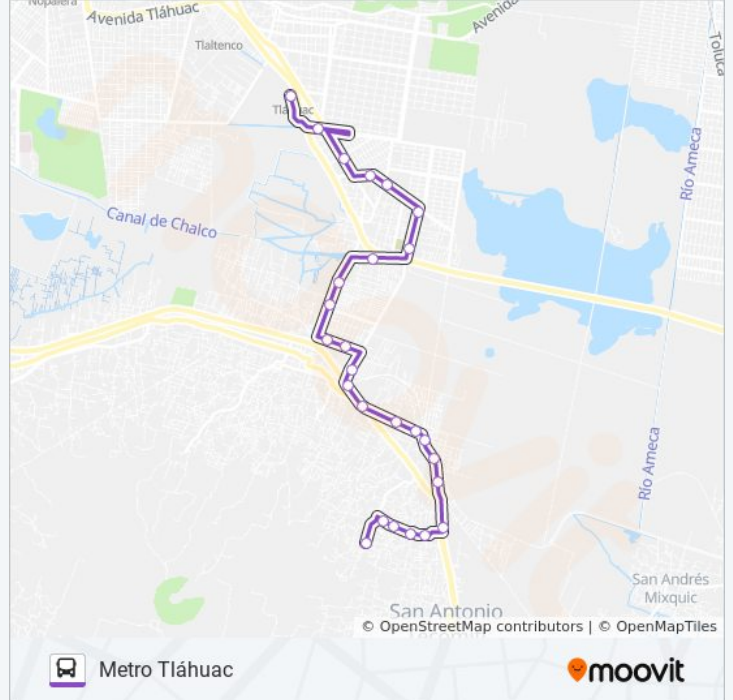 Nopalera
Avenida Tláhuac
Avenida
Toluca
Tlaltenco
Río Ameca
Canal de Chalco
Río Ameca
San Andrés
Mixquic
San Antonio
© OpenStreetMap contributors | © OpenMapTiles
Metro Tláhuac
moovit